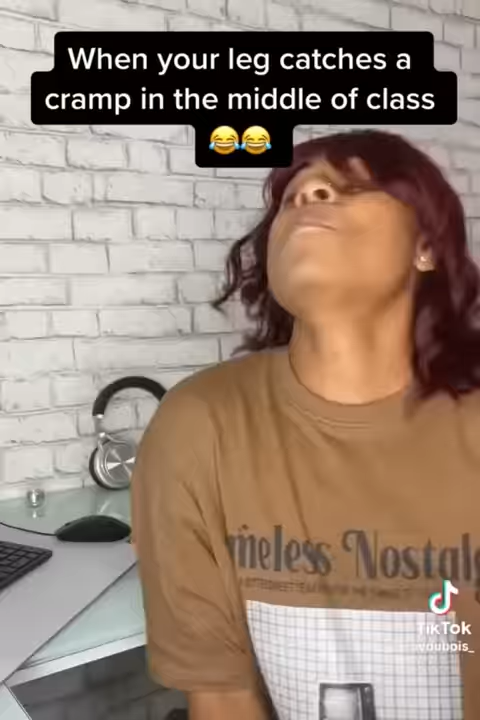 When your leg catches a
cramp in the middle of class
😂😂
meless Nostalg
TikTok